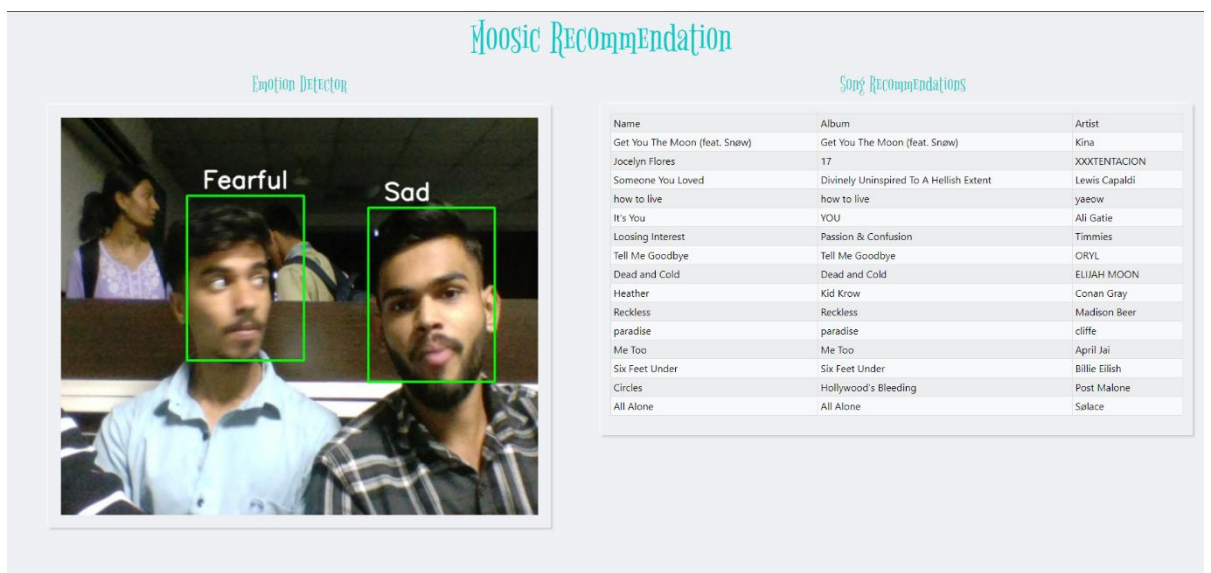 Moosic Recommendation
Emotion Detector
Song Recommendations
Fearful
Sad
Name Album Artist
Get You The Moon (feat. Snøw) Get You The Moon (feat. Snøw) Kina
Jocelyn Flores 17 XXXTENTACION
Someone You Loved Divinely Uninspired To A Hellish Extent Lewis Capaldi
how to live how to live yaeow
It's You YOU Ali Gatie
Loosing Interest Passion & Confusion Timmies
Tell Me Goodbye Tell Me Goodbye ORYL
Dead and Cold Dead and Cold ELIJAH MOON
Heather Kid Krow Conan Gray
Reckless Reckless Madison Beer
paradise paradise cliffe
Me Too Me Too April Jai
Six Feet Under Six Feet Under Billie Eilish
Circles Hollywood's Bleeding Post Malone
All Alone All Alone Sølace